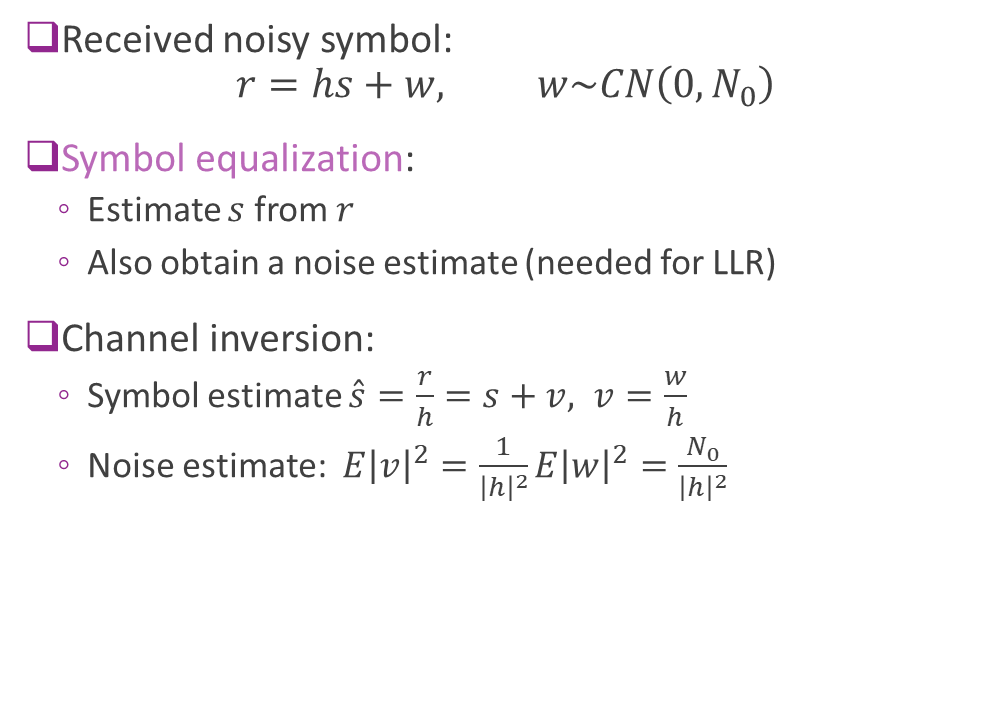 ❑Received noisy symbol:
r = hs + w, w~CN(0, N₀)
❑Symbol equalization:
◦ Estimate s from r
◦ Also obtain a noise estimate (needed for LLR)
❑Channel inversion:
◦ Symbol estimate ŝ = r/h = s + v, v = w/h
◦ Noise estimate: E|v|² = 1/|h|² E|w|² = N₀/|h|²